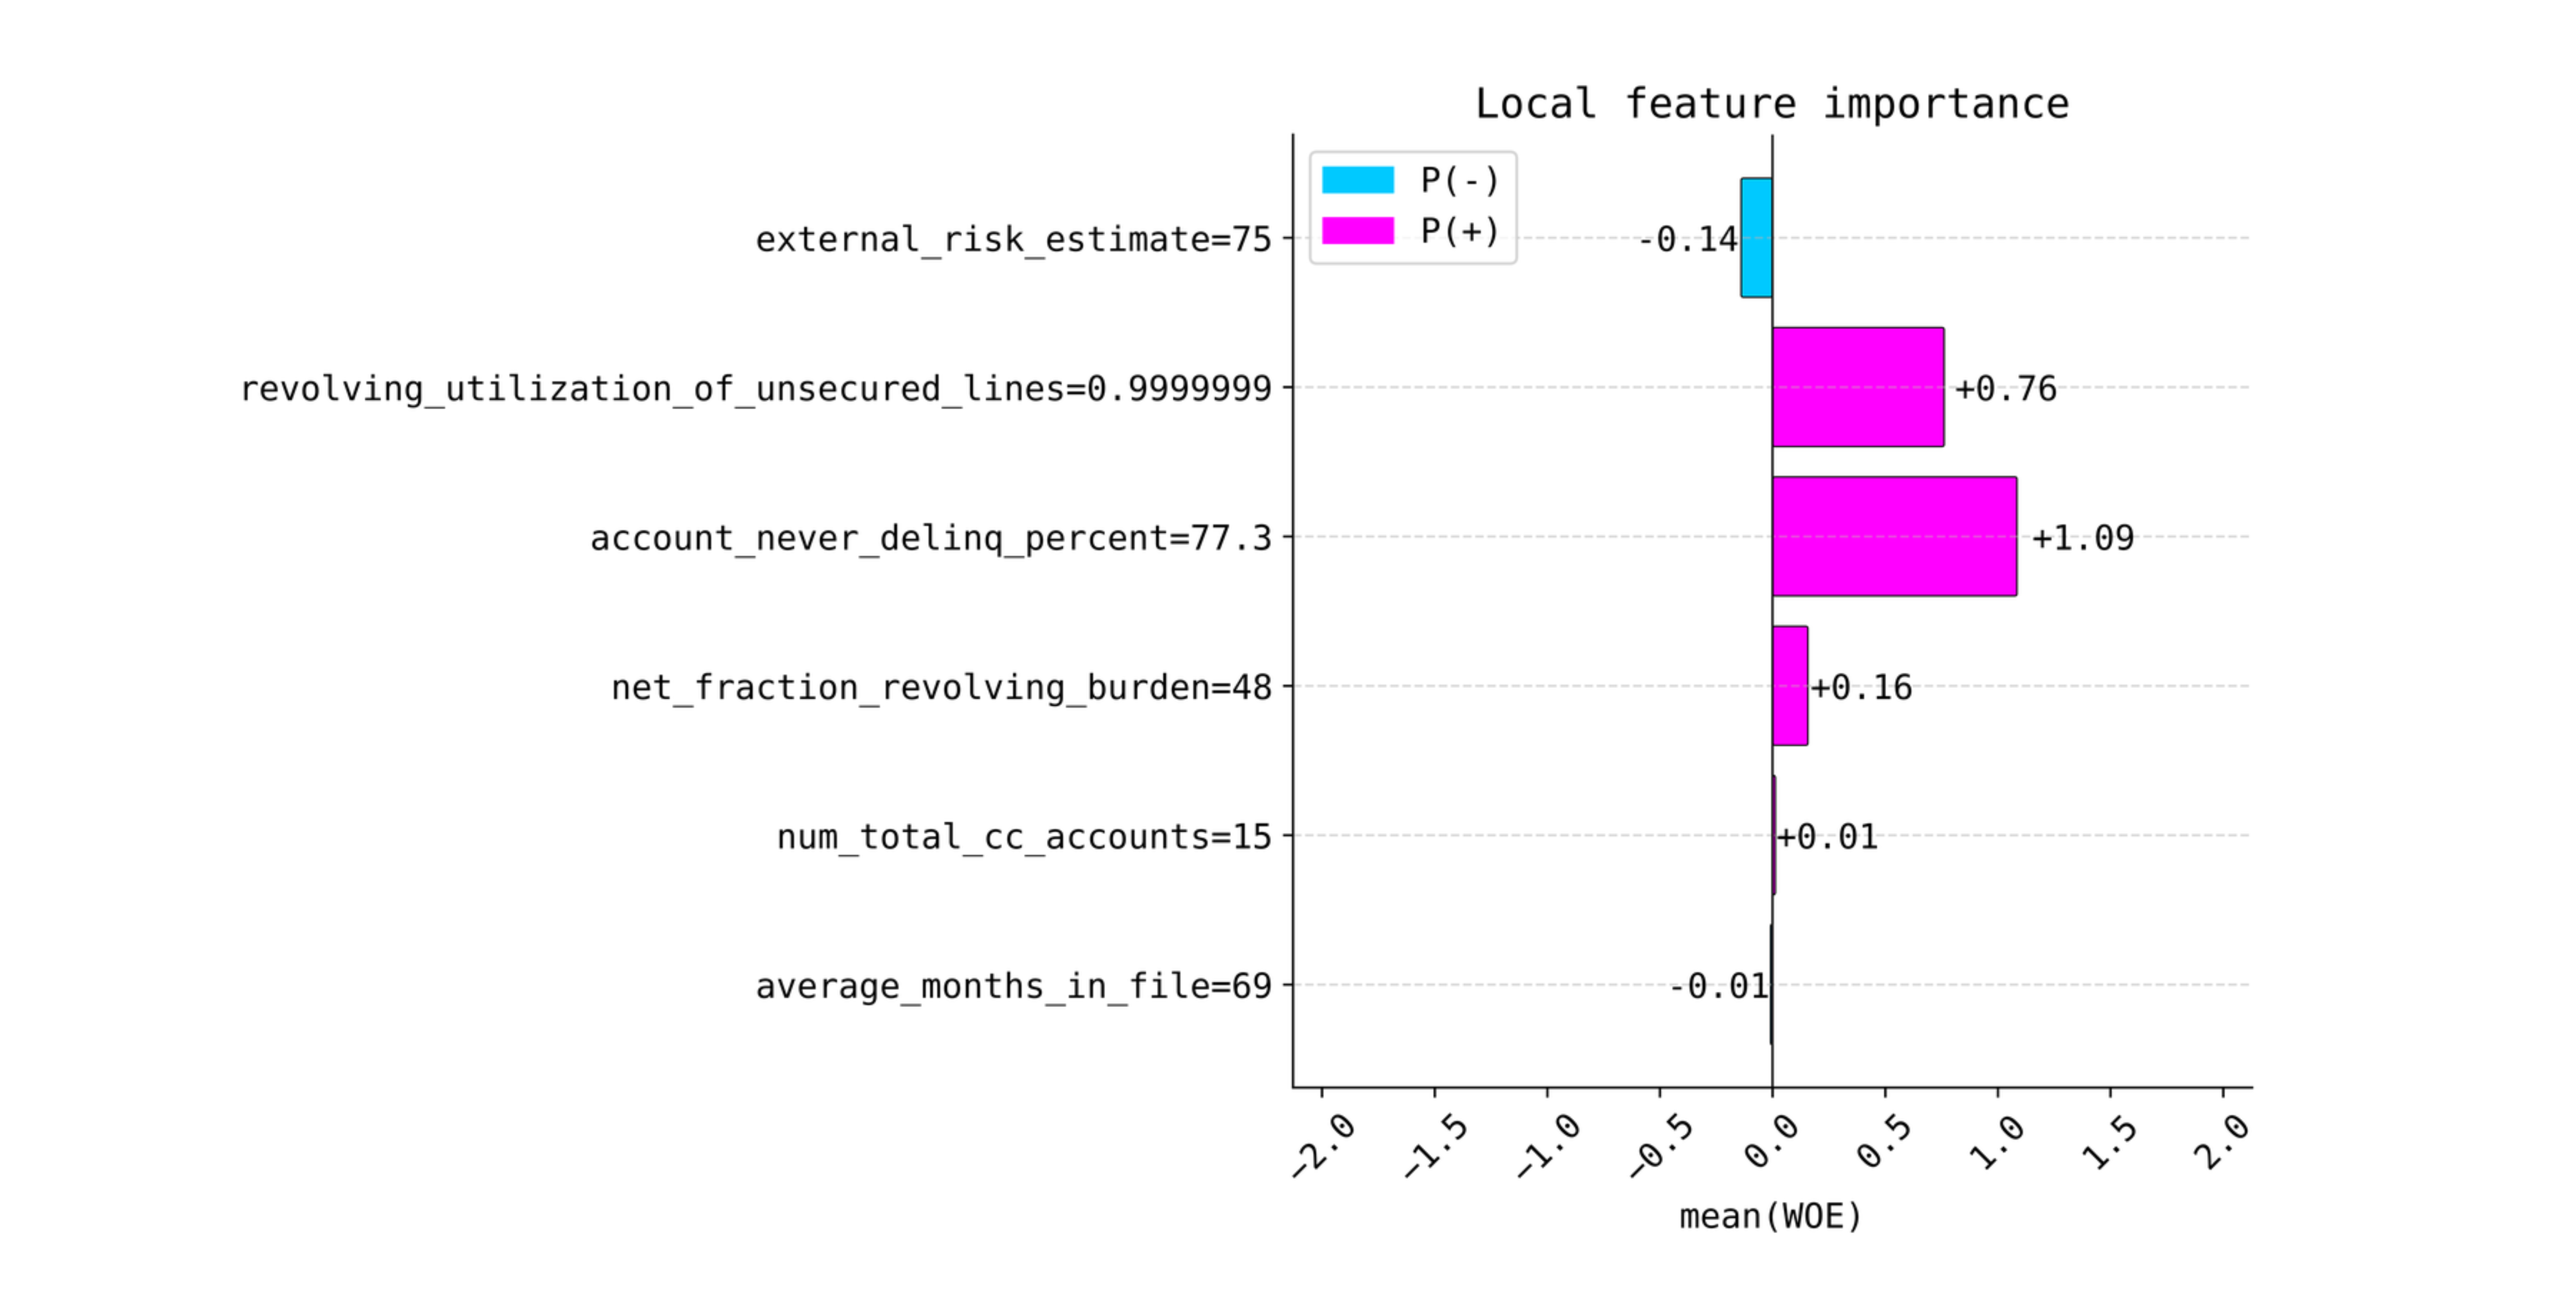 Local feature importance
P(-)
P(+)
external_risk_estimate=75
-0.14
revolving_utilization_of_unsecured_lines=0.9999999
+0.76
account_never_delinq_percent=77.3
+1.09
net_fraction_revolving_burden=48
+0.16
num_total_cc_accounts=15
+0.01
average_months_in_file=69
-0.01
−2.0
−1.5
−1.0
−0.5
0.0
0.5
1.0
1.5
2.0
mean(WOE)